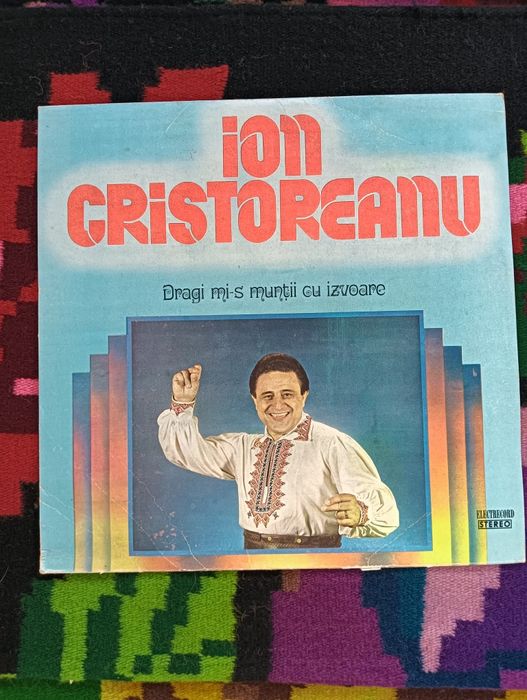 ion
CRISTOREANU
Dragi mi-s munții cu izvoare
ELECTRECORD
STEREO